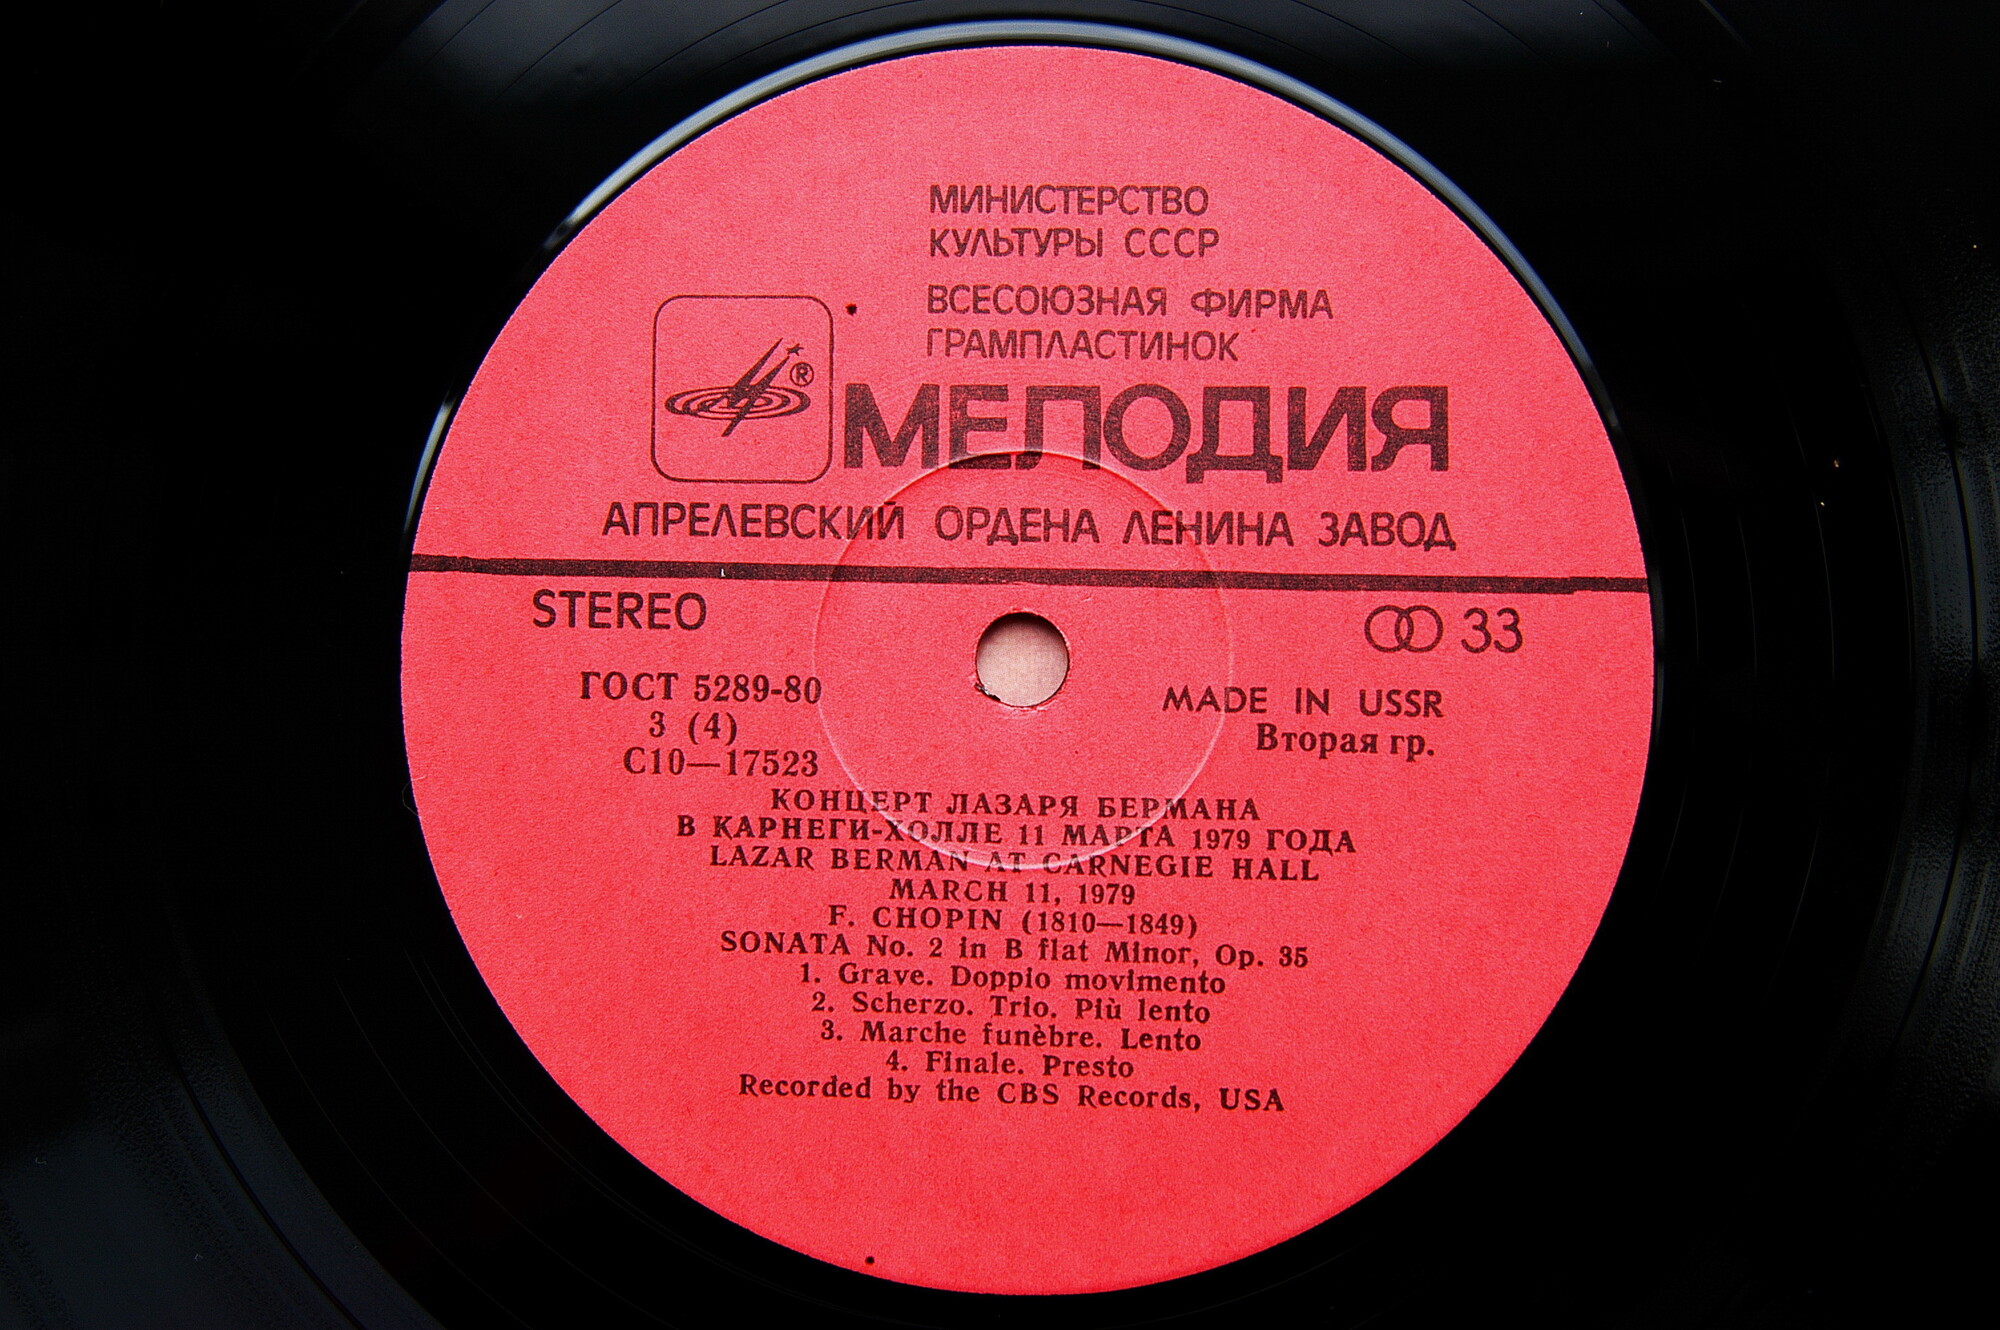 МИНИСТЕРСТВО
КУЛЬТУРЫ СССР
ВСЕСОЮЗНАЯ ФИРМА
ГРАМПЛАСТИНОК
®
МЕЛОДИЯ
АПРЕЛЕВСКИЙ ОРДЕНА ЛЕНИНА ЗАВОД
STEREO
33
ГОСТ 5289-80
MADE IN USSR
3 (4)
Вторая гр.
С10—17523
КОНЦЕРТ ЛАЗАРЯ БЕРМАНА
В КАРНЕГИ-ХОЛЛЕ 11 МАРТА 1979 ГОДА
LAZAR BERMAN AT CARNEGIE HALL
MARCH 11, 1979
F. CHOPIN (1810—1849)
SONATA No. 2 in B flat Minor, Op. 35
1. Grave. Doppio movimento
2. Scherzo. Trio. Più lento
3. Marche funèbre. Lento
4. Finale. Presto
Recorded by the CBS Records, USA